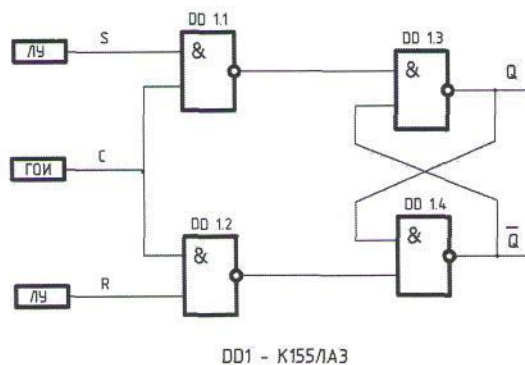 DD 1.1
ЛУ
S
&
DD 1.3
&
Q
ГОИ
C
DD 1.4
&
Q̅
DD 1.2
&
ЛУ
R
DD1 - К155ЛА3